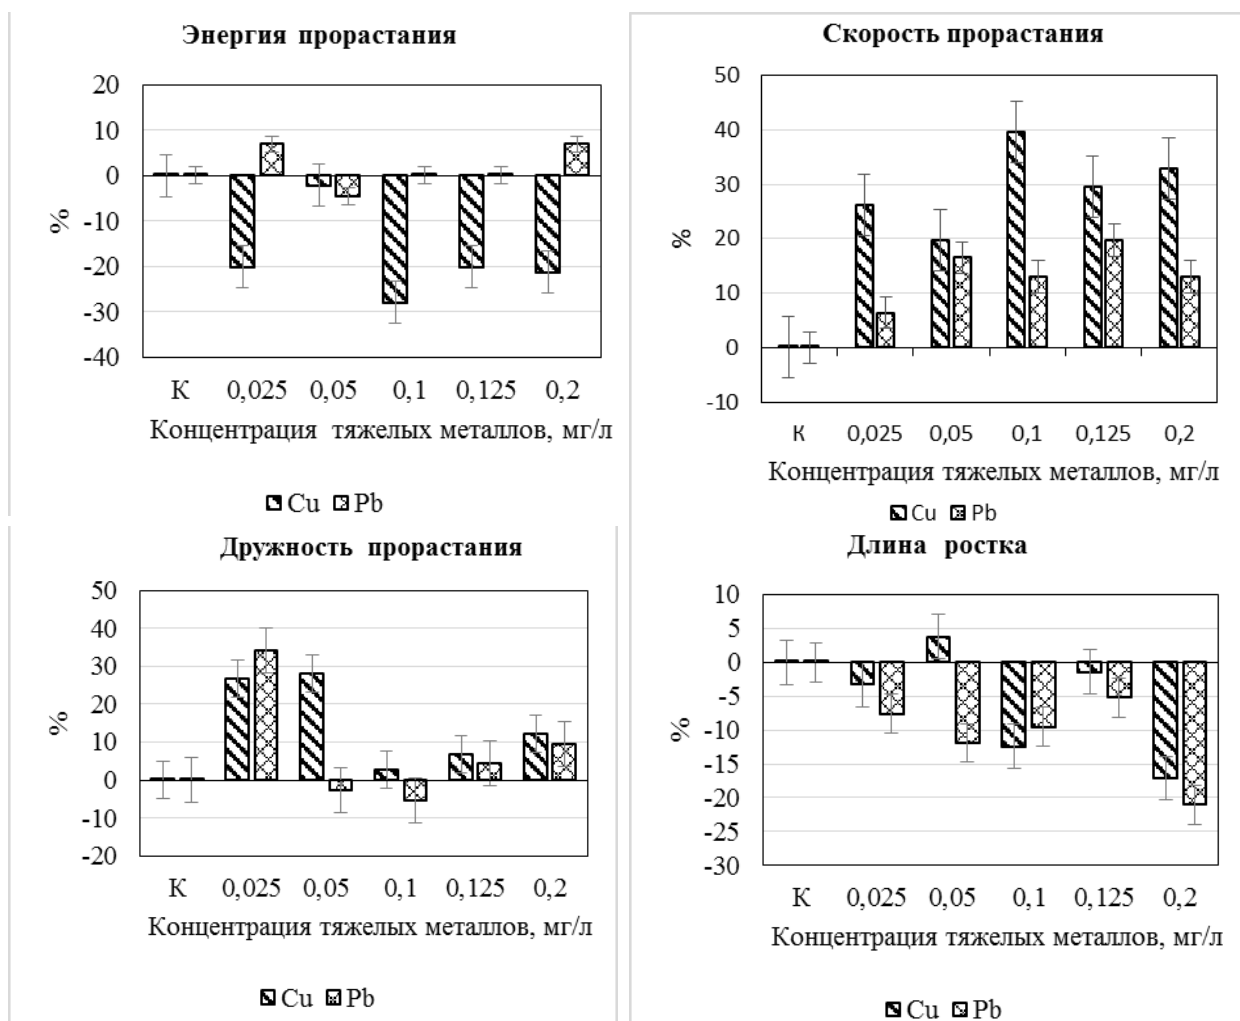 Энергия прорастания
20
10
0
-10
-20
-30
-40
%
К 0,025 0,05 0,1 0,125 0,2
Концентрация тяжелых металлов, мг/л
Cu Pb
Скорость прорастания
50
40
30
20
10
0
-10
%
К 0,025 0,05 0,1 0,125 0,2
Концентрация тяжелых металлов, мг/л
Cu Pb
Дружность прорастания
50
40
30
20
10
0
-10
-20
%
К 0,025 0,05 0,1 0,125 0,2
Концентрация тяжелых металлов, мг/л
Cu Pb
Длина ростка
10
5
0
-5
-10
-15
-20
-25
-30
%
К 0,025 0,05 0,1 0,125 0,2
Концентрация тяжелых металлов, мг/л
Cu Pb